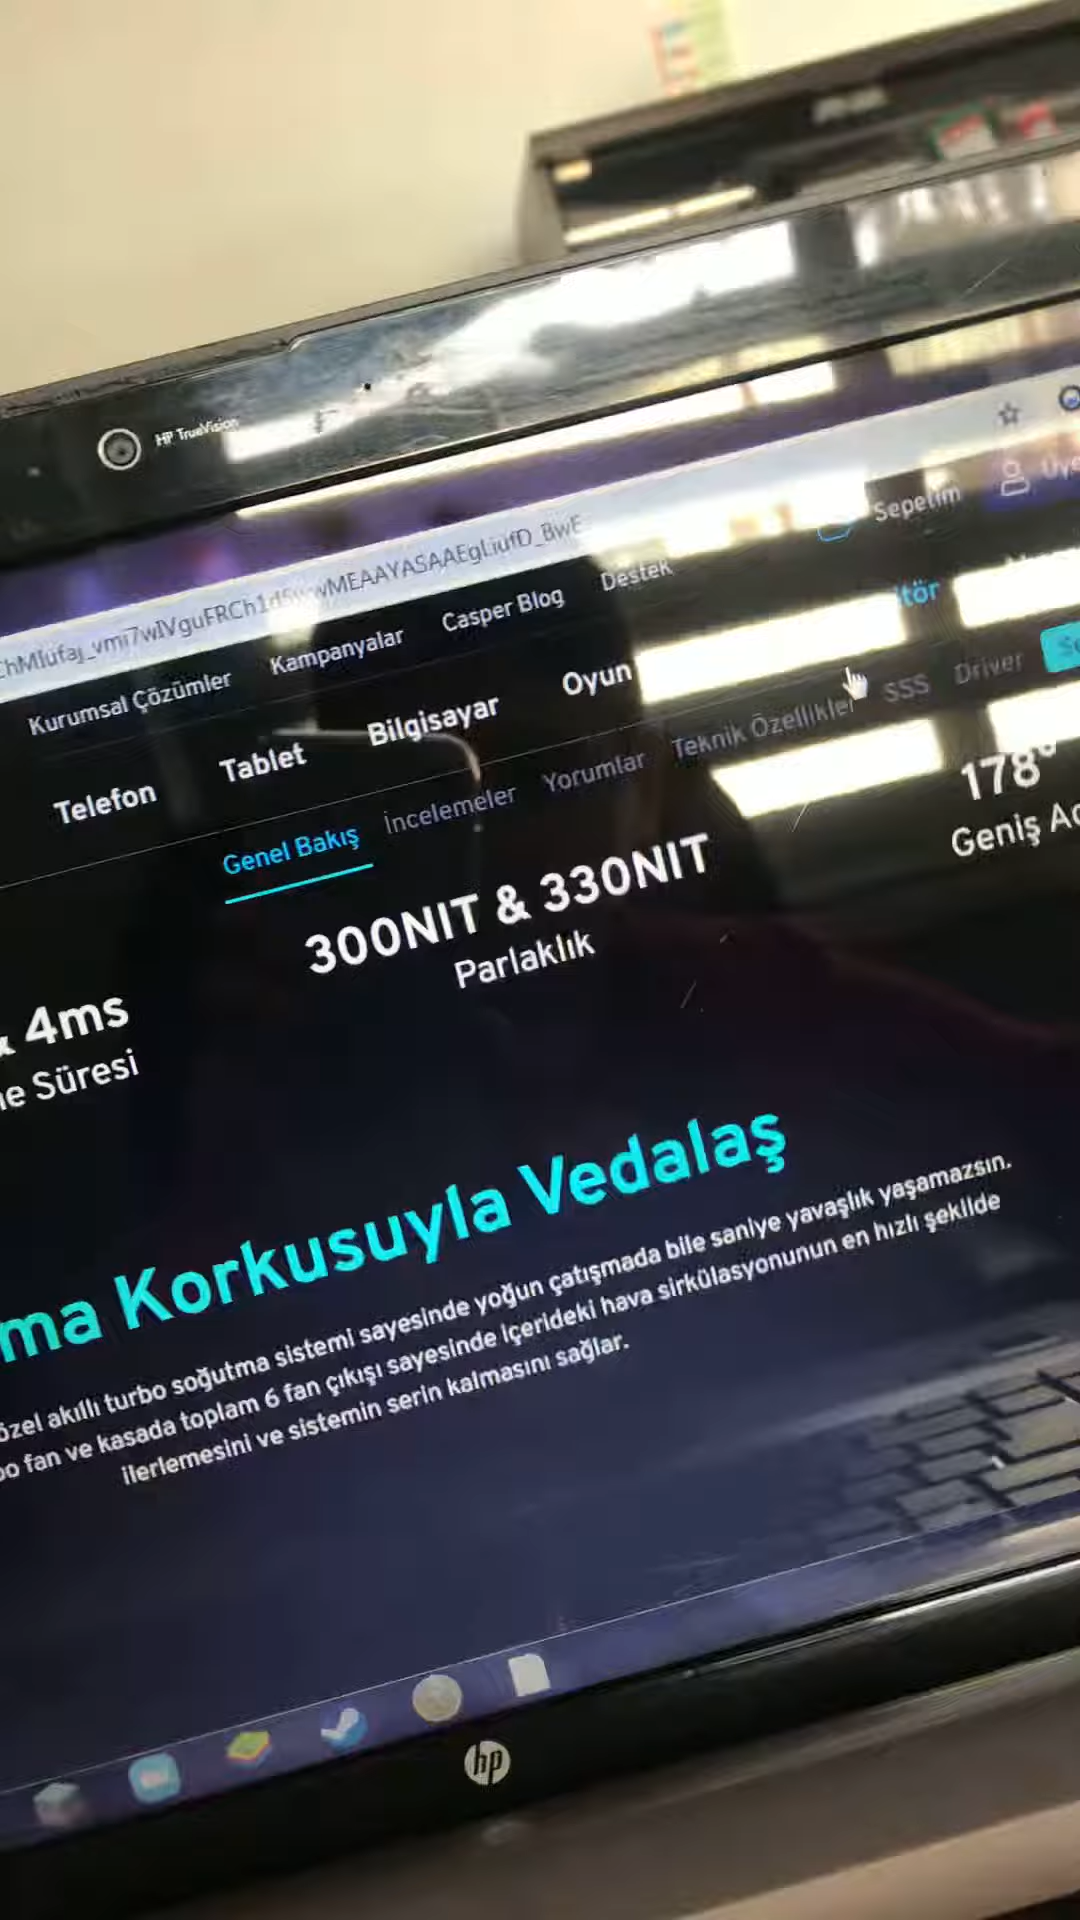 HP TrueVision
Sepetim
Kurumsal Çözümler Kampanyalar Casper Blog Destek
Telefon Tablet Bilgisayar Oyun
Genel Bakış İncelemeler Yorumlar Teknik Özellikler SSS Driver
4ms
Süresi
300NIT & 330NIT
Parlaklık
178°
Geniş
Korkusuyla Vedalaş
özel akıllı turbo soğutma sistemi sayesinde yoğun çatışmada bile saniye yavaşlık yaşamazsın.
fan ve kasada toplam 6 fan çıkışı sayesinde içerideki hava sirkülasyonunun en hızlı şekilde
ilerlemesini ve sistemin serin kalmasını sağlar.
hp